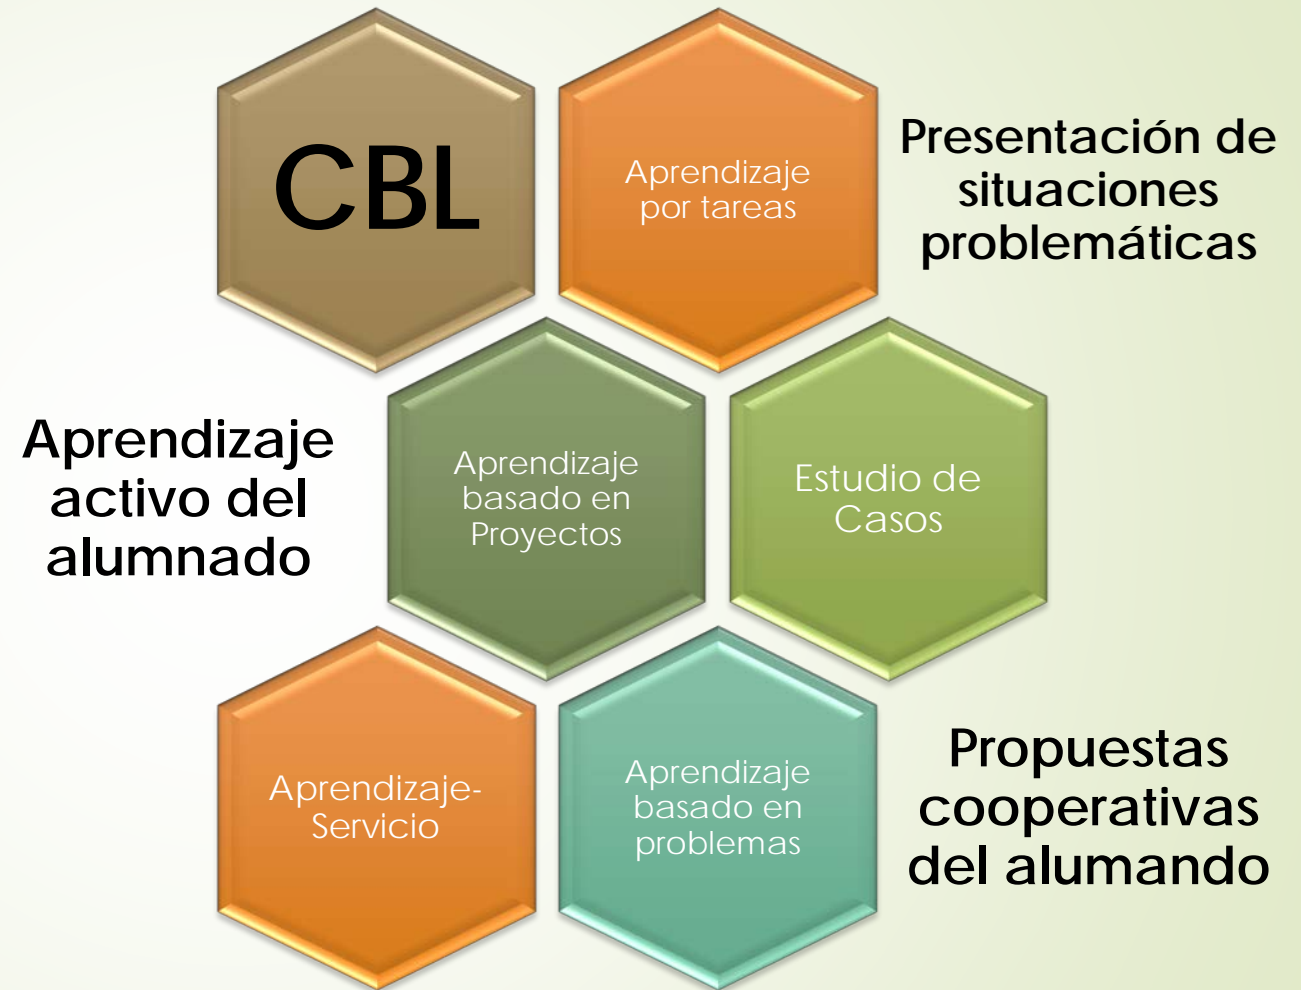 CBL
Aprendizaje
por tareas
Presentación de
situaciones
problemáticas
Aprendizaje
activo del
alumnado
Aprendizaje
basado en
Proyectos
Estudio de
Casos
Aprendizaje-
Servicio
Aprendizaje
basado en
problemas
Propuestas
cooperativas
del alumando